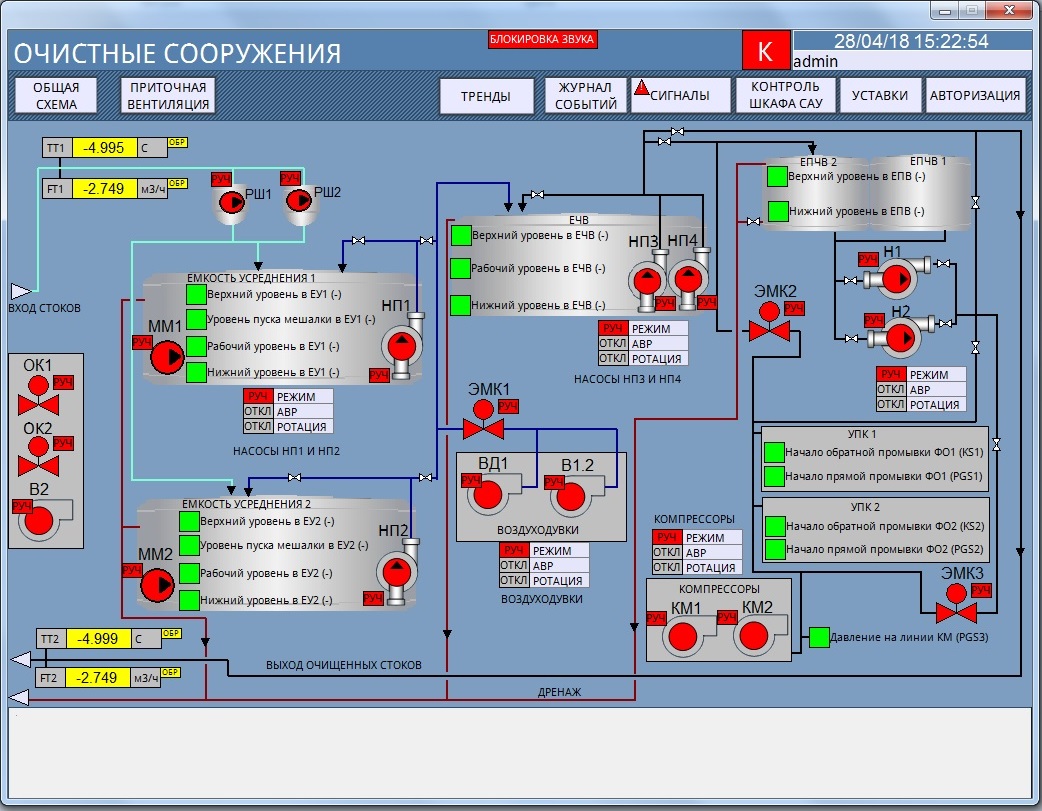 БЛОКИРОВКА ЗВУКА
ОЧИСТНЫЕ СООРУЖЕНИЯ
К
28/04/18 15:22:54
admin
ОБЩАЯ
СХЕМА
ПРИТОЧНАЯ
ВЕНТИЛЯЦИЯ
ТРЕНДЫ
ЖУРНАЛ
СОБЫТИЙ
СИГНАЛЫ
КОНТРОЛЬ
ШКАФА САУ
УСТАВКИ
АВТОРИЗАЦИЯ
TT1 -4.995 C ОБР
FT1 -2.749 м3/ч ОБР
РУЧ РШ1
РУЧ РШ2
ВХОД СТОКОВ
ЕМКОСТЬ УСРЕДНЕНИЯ 1
Верхний уровень в ЕУ1 (-)
Уровень пуска мешалки в ЕУ1 (-)
Рабочий уровень в ЕУ1 (-)
Нижний уровень в ЕУ1 (-)
ММ1
РУЧ
НП1
РУЧ
РУЧ РЕЖИМ
ОТКЛ АВР
ОТКЛ РОТАЦИЯ
НАСОСЫ НП1 И НП2
ЕЧВ
Верхний уровень в ЕЧВ (-)
Рабочий уровень в ЕЧВ (-)
Нижний уровень в ЕЧВ (-)
НП3 НП4
РУЧ РУЧ
РУЧ РЕЖИМ
ОТКЛ АВР
ОТКЛ РОТАЦИЯ
НАСОСЫ НП3 И НП4
ЕПЧВ 2 ЕПЧВ 1
Верхний уровень в ЕПВ (-)
Нижний уровень в ЕПВ (-)
Н1
РУЧ
Н2
РУЧ
РУЧ РЕЖИМ
ОТКЛ АВР
ОТКЛ РОТАЦИЯ
ЭМК2
РУЧ
ОК1
РУЧ
ОК2
РУЧ
В2
РУЧ
ЭМК1
РУЧ
ВД1 В1.2
РУЧ РУЧ
ВОЗДУХОДУВКИ
РУЧ РЕЖИМ
ОТКЛ АВР
ОТКЛ РОТАЦИЯ
ВОЗДУХОДУВКИ
УПК 1
Начало обратной промывки ФО1 (KS1)
Начало прямой промывки ФО1 (PGS1)
УПК 2
Начало обратной промывки ФО2 (KS2)
Начало прямой промывки ФО2 (PGS2)
ЕМКОСТЬ УСРЕДНЕНИЯ 2
Верхний уровень в ЕУ2 (-)
Уровень пуска мешалки в ЕУ2 (-)
Рабочий уровень в ЕУ2 (-)
Нижний уровень в ЕУ2 (-)
ММ2
РУЧ
НП2
РУЧ
КОМПРЕССОРЫ
РУЧ РЕЖИМ
ОТКЛ АВР
ОТКЛ РОТАЦИЯ
КОМПРЕССОРЫ
РУЧ КМ1 РУЧ КМ2
ЭМК3
РУЧ
Давление на линии КМ (PGS3)
TT2 -4.999 C ОБР
FT2 -2.749 м3/ч ОБР
ВЫХОД ОЧИЩЕННЫХ СТОКОВ
ДРЕНАЖ